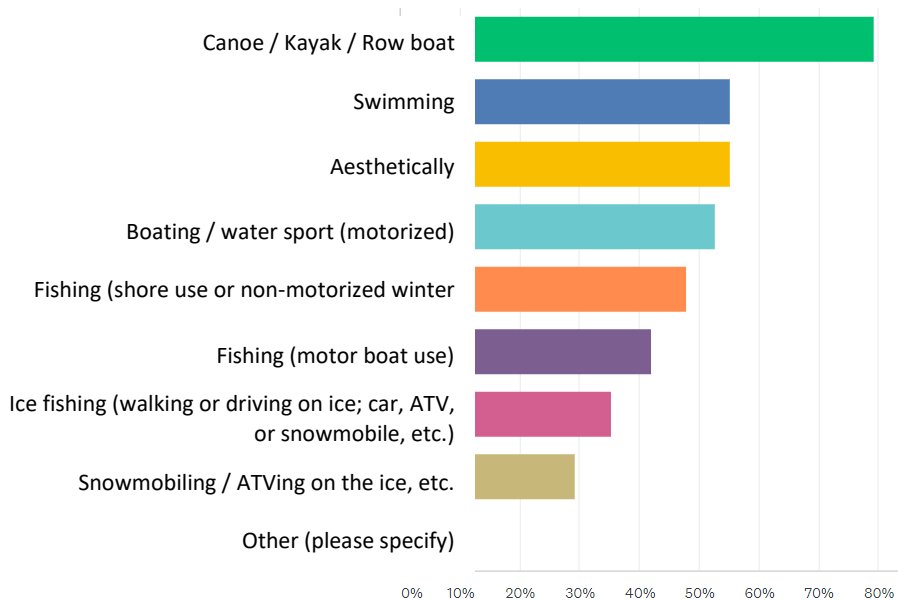 Canoe / Kayak / Row boat
Swimming
Aesthetically
Boating / water sport (motorized)
Fishing (shore use or non-motorized winter
Fishing (motor boat use)
Ice fishing (walking or driving on ice; car, ATV,
or snowmobile, etc.)
Snowmobiling / ATVing on the ice, etc.
Other (please specify)
0% 10% 20% 30% 40% 50% 60% 70% 80%